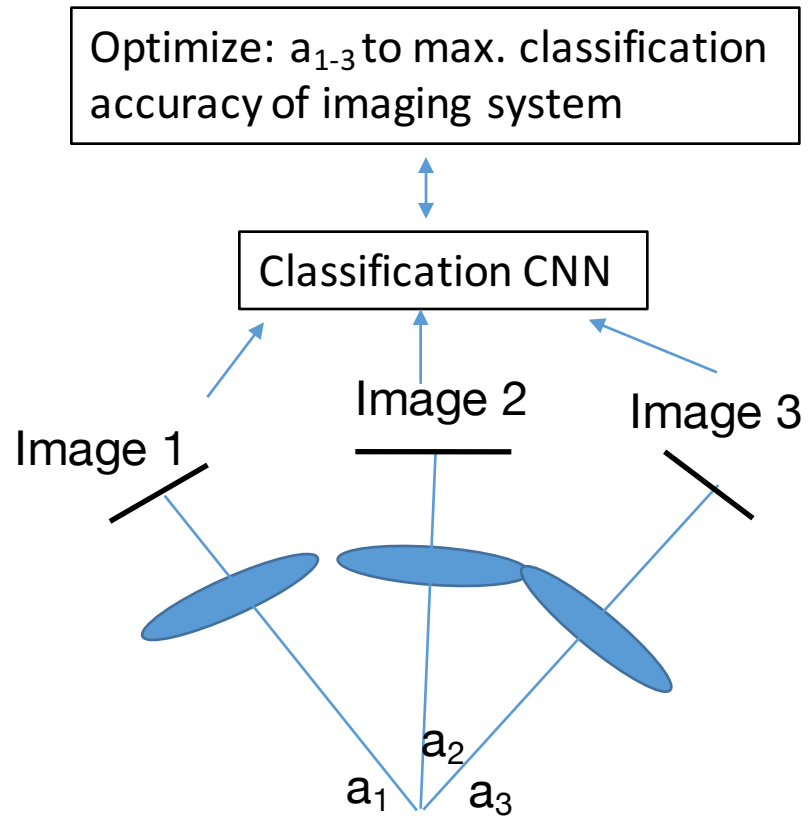 Optimize: a₁₋₃ to max. classification
accuracy of imaging system
Classification CNN
Image 1
Image 2
Image 3
a₁
a₂
a₃